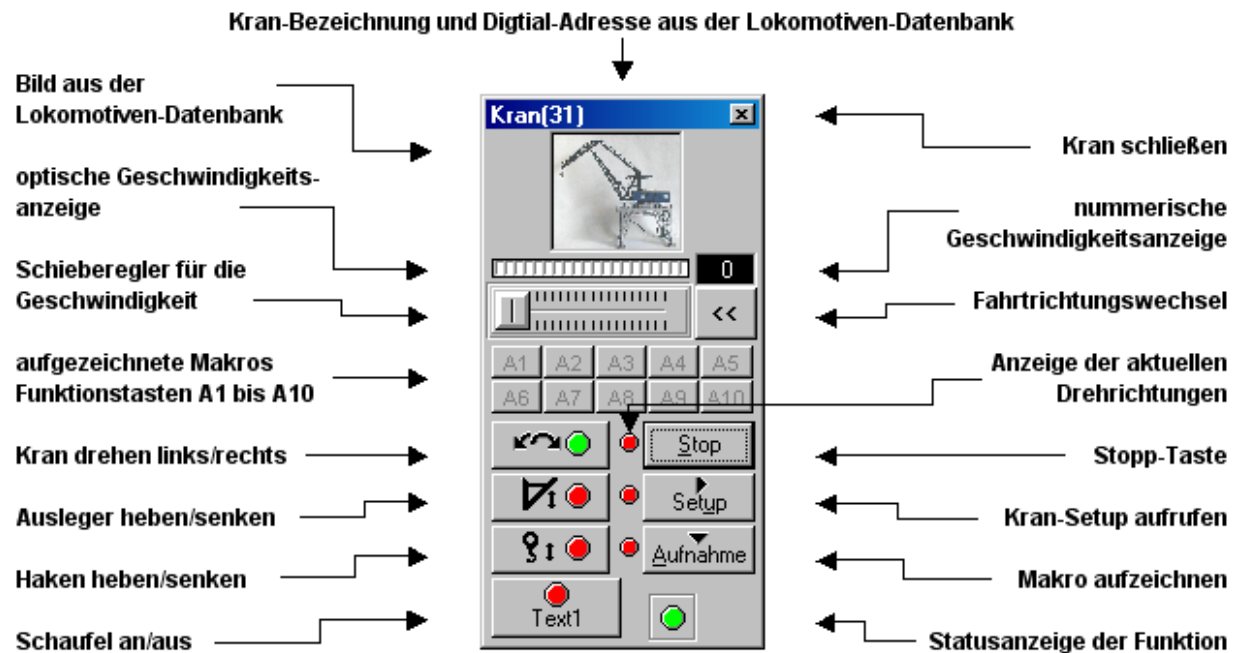 Kran-Bezeichnung und Digtial-Adresse aus der Lokomotiven-Datenbank
Bild aus der
Lokomotiven-Datenbank
optische Geschwindigkeits-
anzeige
Schieberegler für die
Geschwindigkeit
aufgezeichnete Makros
Funktionstasten A1 bis A10
Kran drehen links/rechts
Ausleger heben/senken
Haken heben/senken
Schaufel an/aus
Kran(31)
0
<<
A1 A2 A3 A4 A5
A6 A7 A8 A9 A10
Stop
Setup
Aufnahme
Text1
Kran schließen
nummerische
Geschwindigkeitsanzeige
Fahrtrichtungswechsel
Anzeige der aktuellen
Drehrichtungen
Stopp-Taste
Kran-Setup aufrufen
Makro aufzeichnen
Statusanzeige der Funktion